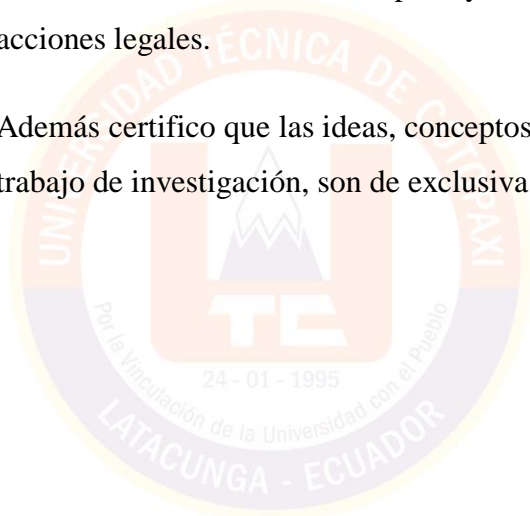 acciones legales.
Además certifico que las ideas, conceptos
trabajo de investigación, son de exclusiva
UNIVERSIDAD TÉCNICA DE COTOPAXI
UTC
Por la Vinculación de la Universidad con el Pueblo
24 - 01 - 1995
LATACUNGA - ECUADOR